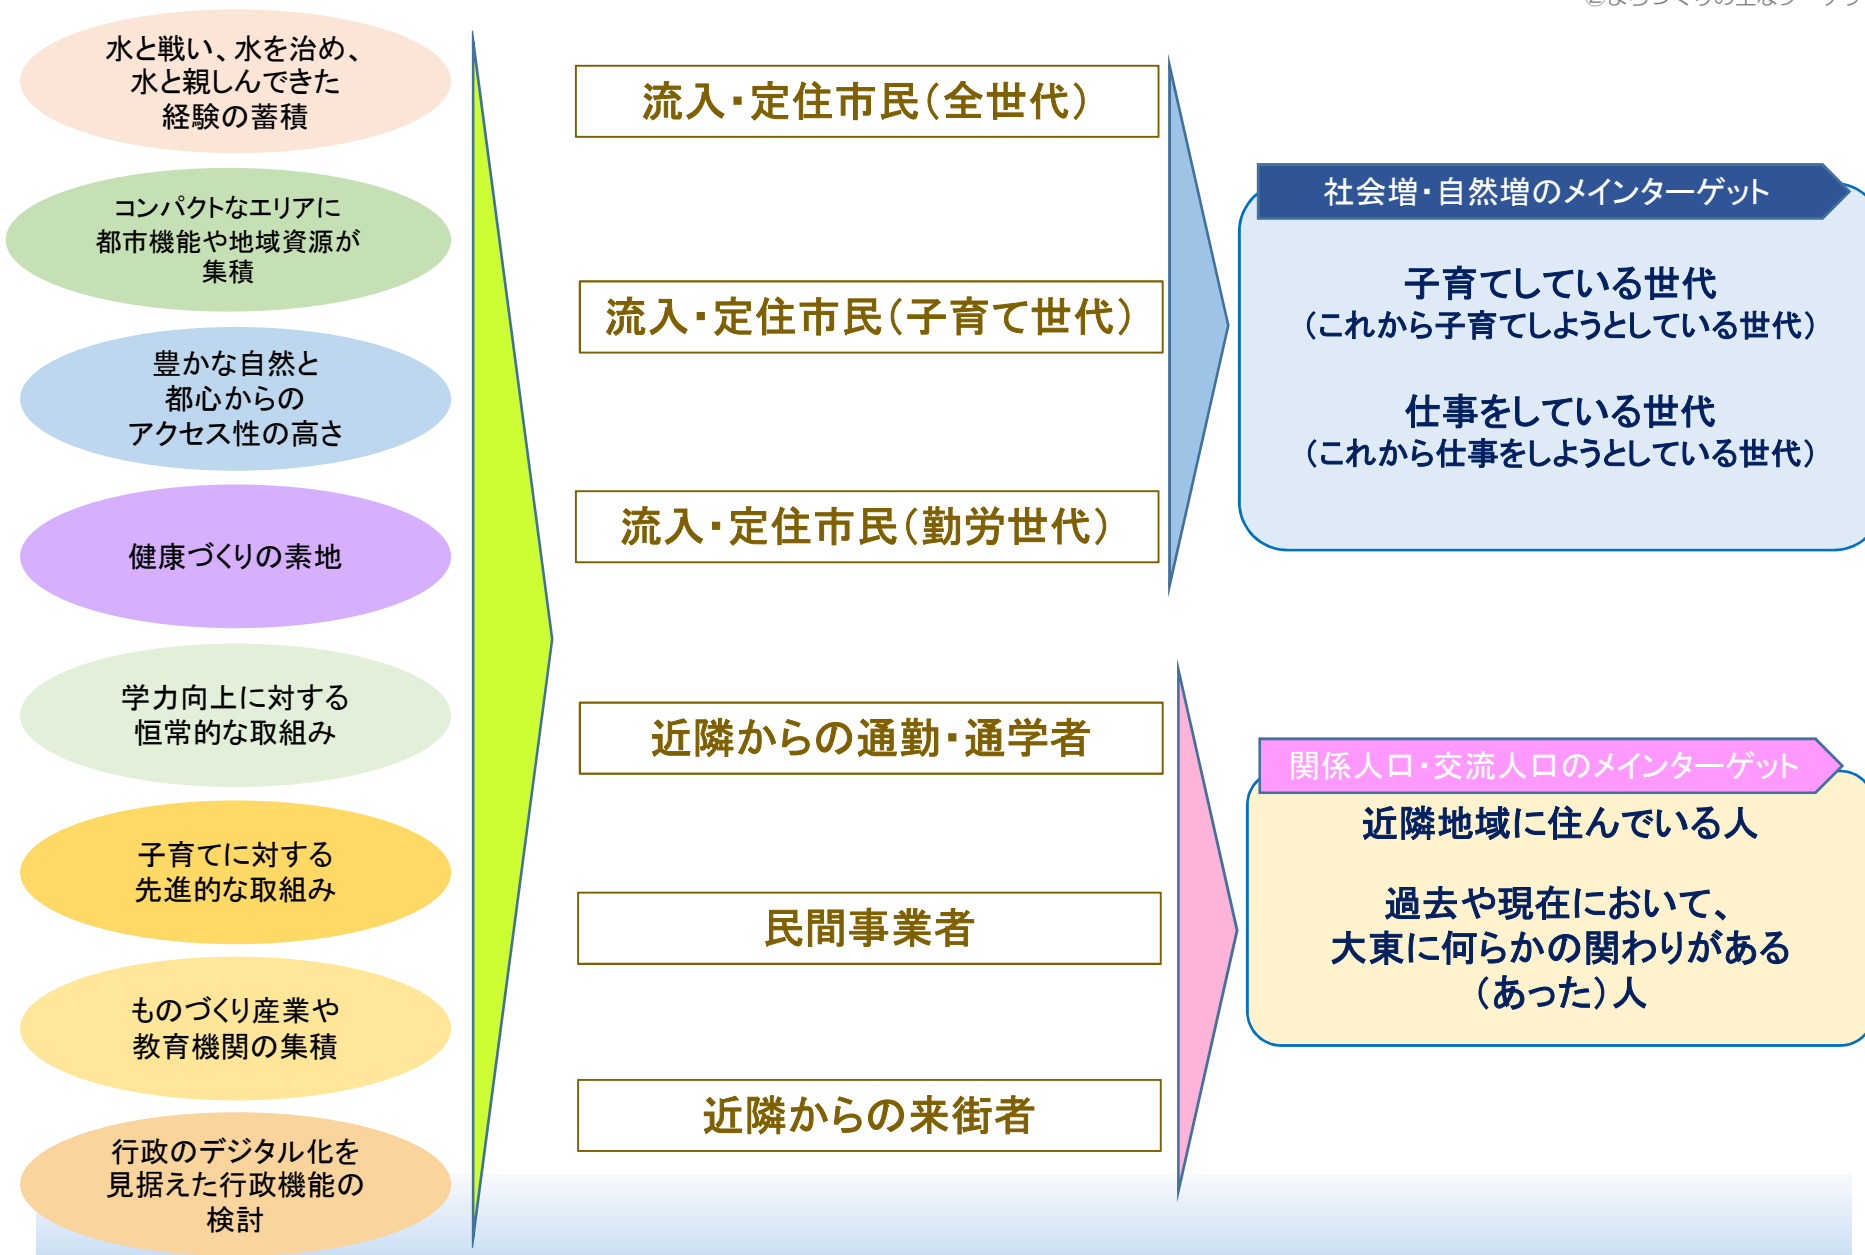 水と戦い、水を治め、
水と親しんできた
経験の蓄積
コンパクトなエリアに
都市機能や地域資源が
集積
豊かな自然と
都心からの
アクセス性の高さ
健康づくりの素地
学力向上に対する
恒常的な取組み
子育てに対する
先進的な取組み
ものづくり産業や
教育機関の集積
行政のデジタル化を
見据えた行政機能の
検討
流入・定住市民（全世代）
流入・定住市民（子育て世代）
流入・定住市民（勤労世代）
近隣からの通勤・通学者
民間事業者
近隣からの来街者
社会増・自然増のメインターゲット
子育てしている世代
（これから子育てしようとしている世代）
仕事をしている世代
（これから仕事をしようとしている世代）
関係人口・交流人口のメインターゲット
近隣地域に住んでいる人
過去や現在において、
大東に何らかの関わりがある
（あった）人